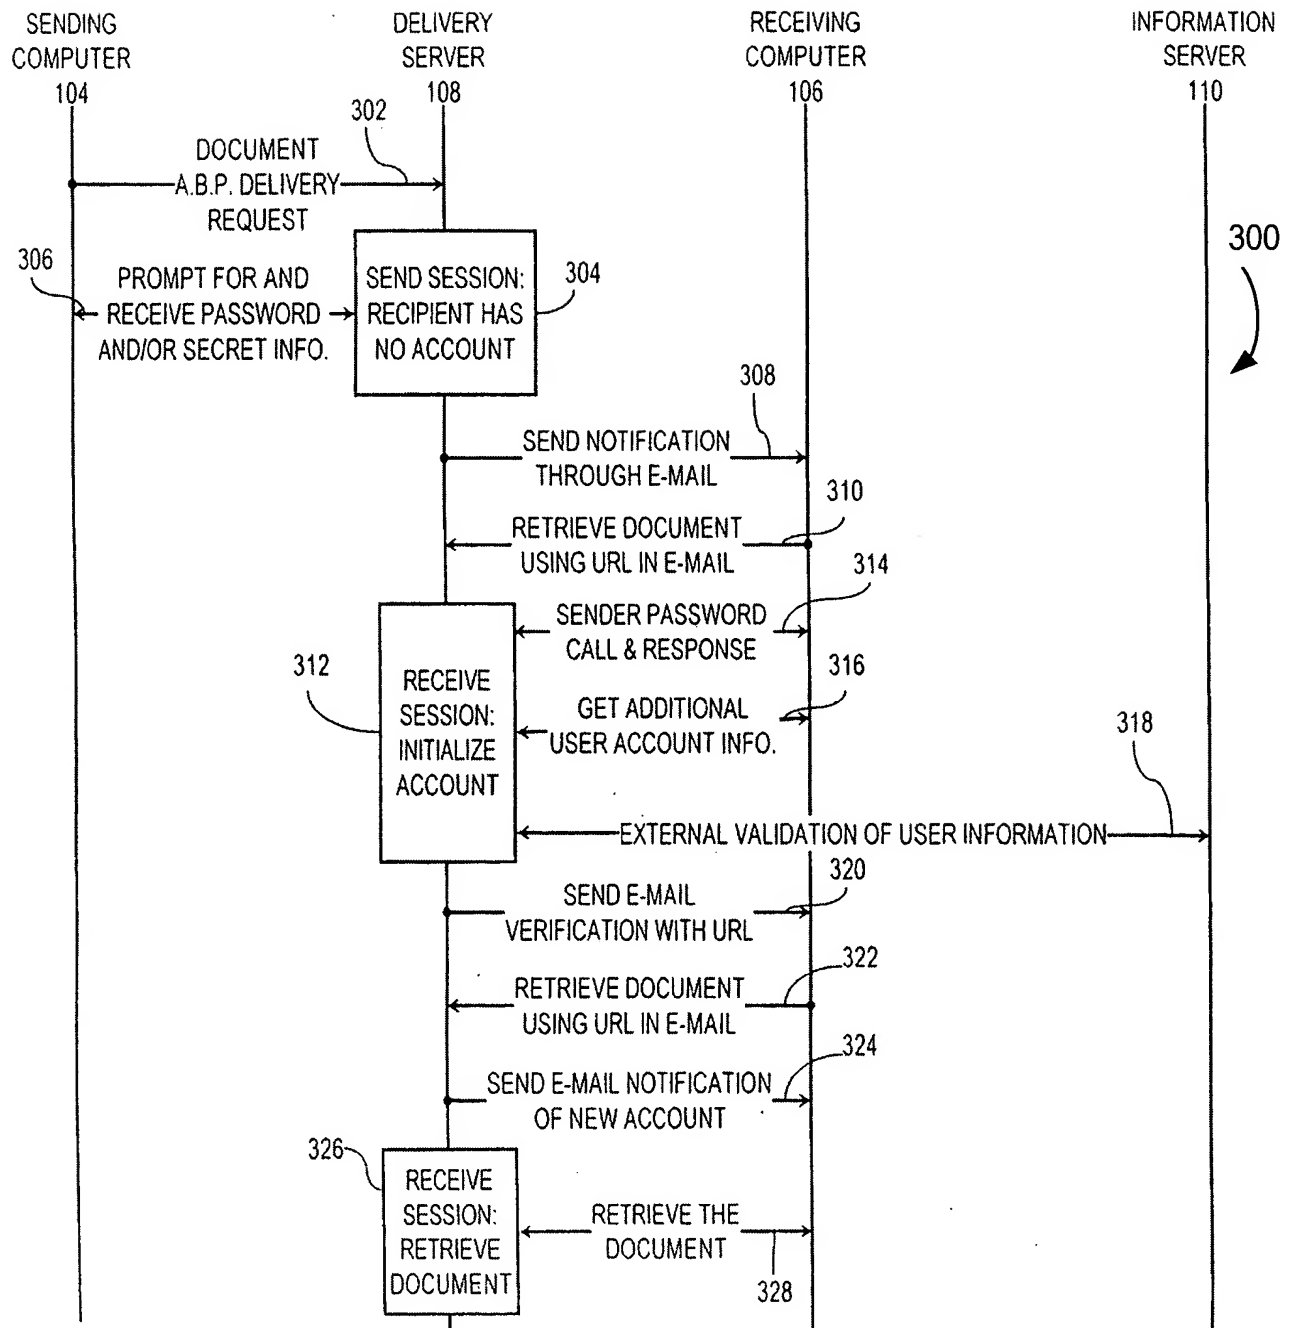 SENDING
COMPUTER
104
DELIVERY
SERVER
108
RECEIVING
COMPUTER
106
INFORMATION
SERVER
110
302
DOCUMENT
A.B.P. DELIVERY
REQUEST
300
306
PROMPT FOR AND
RECEIVE PASSWORD
AND/OR SECRET INFO.
SEND SESSION:
RECIPIENT HAS
NO ACCOUNT
304
308
SEND NOTIFICATION
THROUGH E-MAIL
310
RETRIEVE DOCUMENT
USING URL IN E-MAIL
314
SENDER PASSWORD
CALL & RESPONSE
312
RECEIVE
SESSION:
INITIALIZE
ACCOUNT
316
GET ADDITIONAL
USER ACCOUNT INFO.
318
EXTERNAL VALIDATION OF USER INFORMATION
320
SEND E-MAIL
VERIFICATION WITH URL
322
RETRIEVE DOCUMENT
USING URL IN E-MAIL
324
SEND E-MAIL NOTIFICATION
OF NEW ACCOUNT
326
RECEIVE
SESSION:
RETRIEVE
DOCUMENT
RETRIEVE THE
DOCUMENT
328